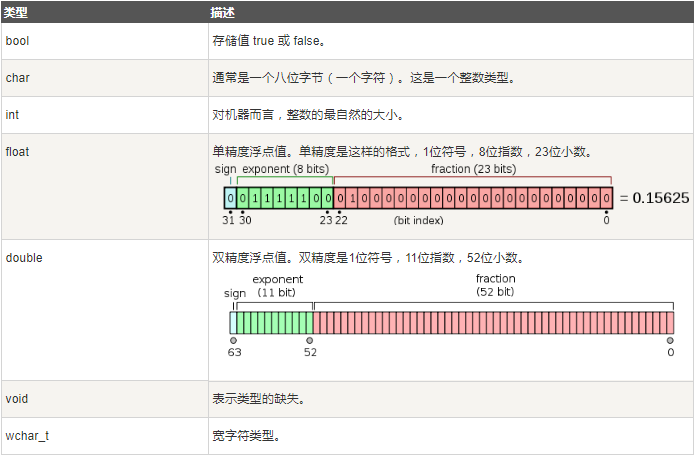 类型 描述
bool 存储值 true 或 false。
char 通常是一个八位字节（一个字符）。这是一个整数类型。
int 对机器而言，整数的最自然的大小。
float 单精度浮点值。单精度是这样的格式，1位符号，8位指数，23位小数。
sign exponent (8 bits) fraction (23 bits)
0 0 1 1 1 1 1 0 0 0 1 0 0 0 0 0 0 0 0 0 0 0 0 0 0 0 0 0 0 0 0 0 = 0.15625
31 30 23 22 (bit index) 0
double 双精度浮点值。双精度是1位符号，11位指数，52位小数。
exponent fraction
sign (11 bit) (52 bit)
63 52 0
void 表示类型的缺失。
wchar_t 宽字符类型。